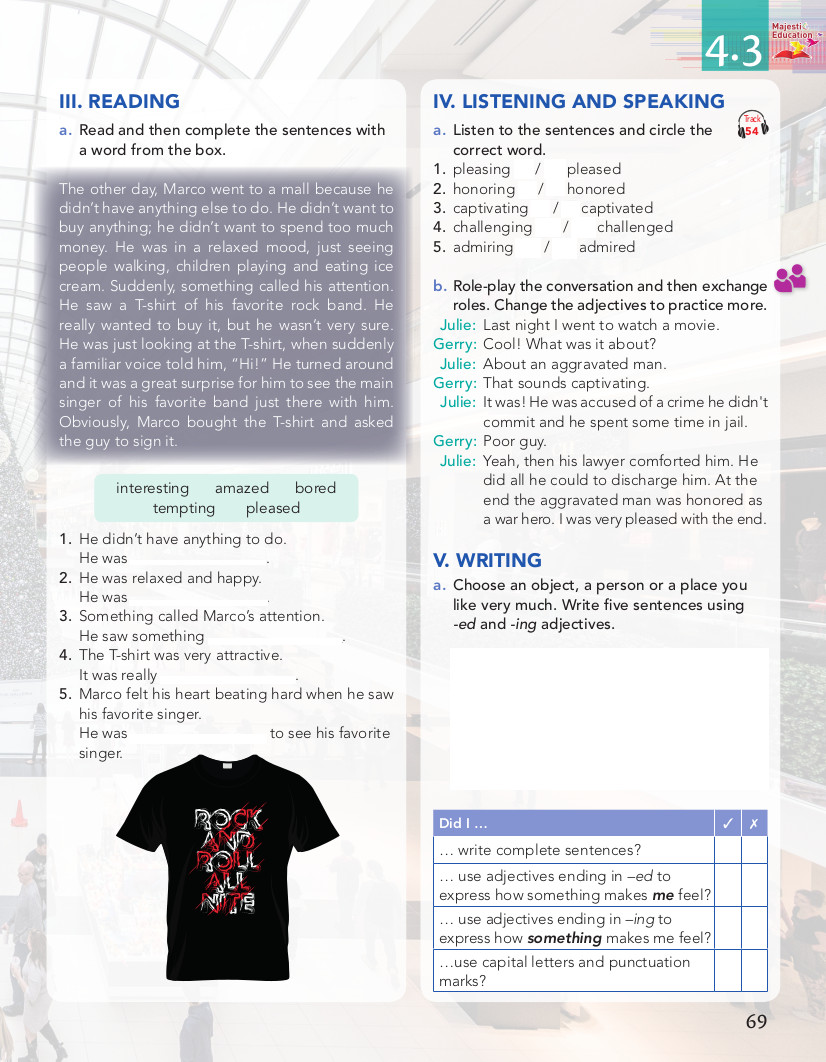 4.3
Majesti
Education
III. READING
a. Read and then complete the sentences with
a word from the box.
The other day, Marco went to a mall because he
didn't have anything else to do. He didn't want to
buy anything; he didn't want to spend too much
money. He was in a relaxed mood, just seeing
people walking, children playing and eating ice
cream. Suddenly, something called his attention.
He saw a T-shirt of his favorite rock band. He
really wanted to buy it, but he wasn't very sure.
He was just looking at the T-shirt, when suddenly
a familiar voice told him, "Hi!" He turned around
and it was a great surprise for him to see the main
singer of his favorite band just there with him.
Obviously, Marco bought the T-shirt and asked
the guy to sign it.
interesting amazed bored
tempting pleased
1. He didn't have anything to do.
He was .
2. He was relaxed and happy.
He was .
3. Something called Marco's attention.
He saw something .
4. The T-shirt was very attractive.
It was really .
5. Marco felt his heart beating hard when he saw
his favorite singer.
He was to see his favorite
singer.
ROCK
AND
ROLL
ALL
NITE
IV. LISTENING AND SPEAKING
Track
54
a. Listen to the sentences and circle the
correct word.
1. pleasing / pleased
2. honoring / honored
3. captivating / captivated
4. challenging / challenged
5. admiring / admired
b. Role-play the conversation and then exchange
roles. Change the adjectives to practice more.
Julie: Last night I went to watch a movie.
Gerry: Cool! What was it about?
Julie: About an aggravated man.
Gerry: That sounds captivating.
Julie: It was! He was accused of a crime he didn't
commit and he spent some time in jail.
Gerry: Poor guy.
Julie: Yeah, then his lawyer comforted him. He
did all he could to discharge him. At the
end the aggravated man was honored as
a war hero. I was very pleased with the end.
V. WRITING
a. Choose an object, a person or a place you
like very much. Write five sentences using
-ed and -ing adjectives.
Did I ... ✓ ✗
... write complete sentences?
... use adjectives ending in –ed to
express how something makes me feel?
... use adjectives ending in –ing to
express how something makes me feel?
...use capital letters and punctuation
marks?
69